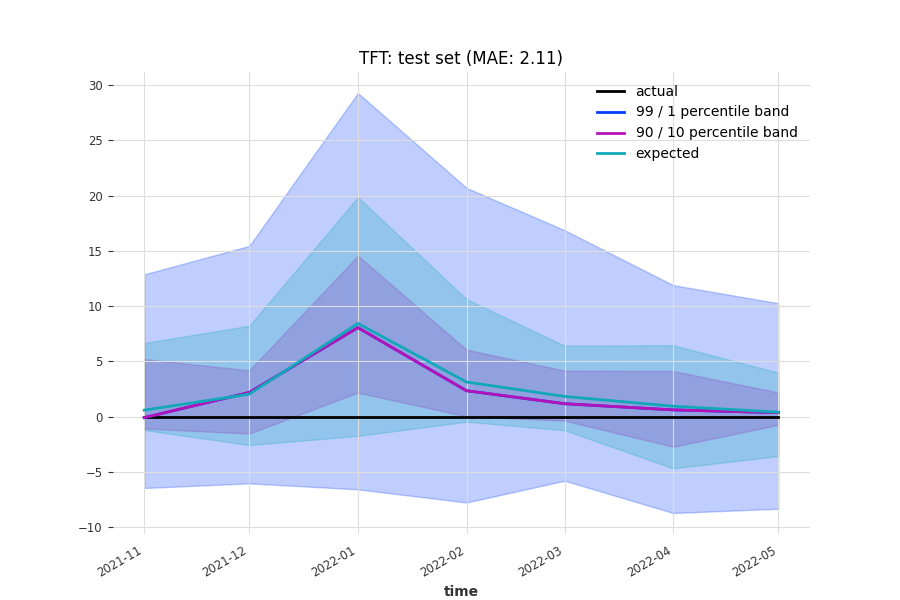 TFT: test set (MAE: 2.11)
actual
99 / 1 percentile band
90 / 10 percentile band
expected
30
25
20
15
10
5
0
−5
−10
2021-11
2021-12
2022-01
2022-02
2022-03
2022-04
2022-05
time